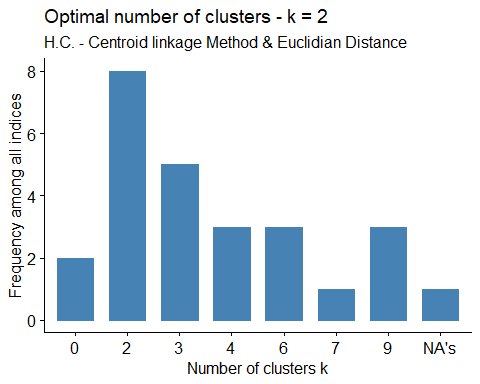 Optimal number of clusters - k = 2
H.C. - Centroid linkage Method & Euclidian Distance
Frequency among all indices
8
6
4
2
0
0 2 3 4 6 7 9 NA's
Number of clusters k